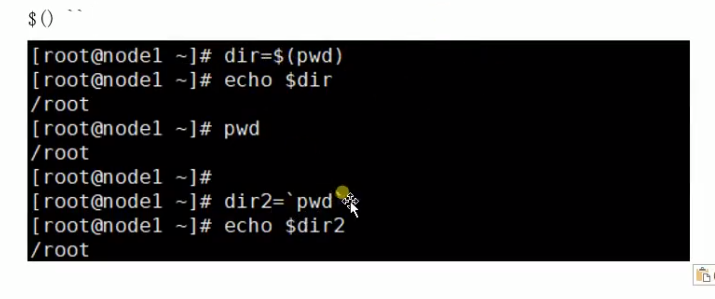 $() ``
[root@node1 ~]# dir=$(pwd)
[root@node1 ~]# echo $dir
/root
[root@node1 ~]# pwd
/root
[root@node1 ~]#
[root@node1 ~]# dir2=`pwd
[root@node1 ~]# echo $dir2
/root